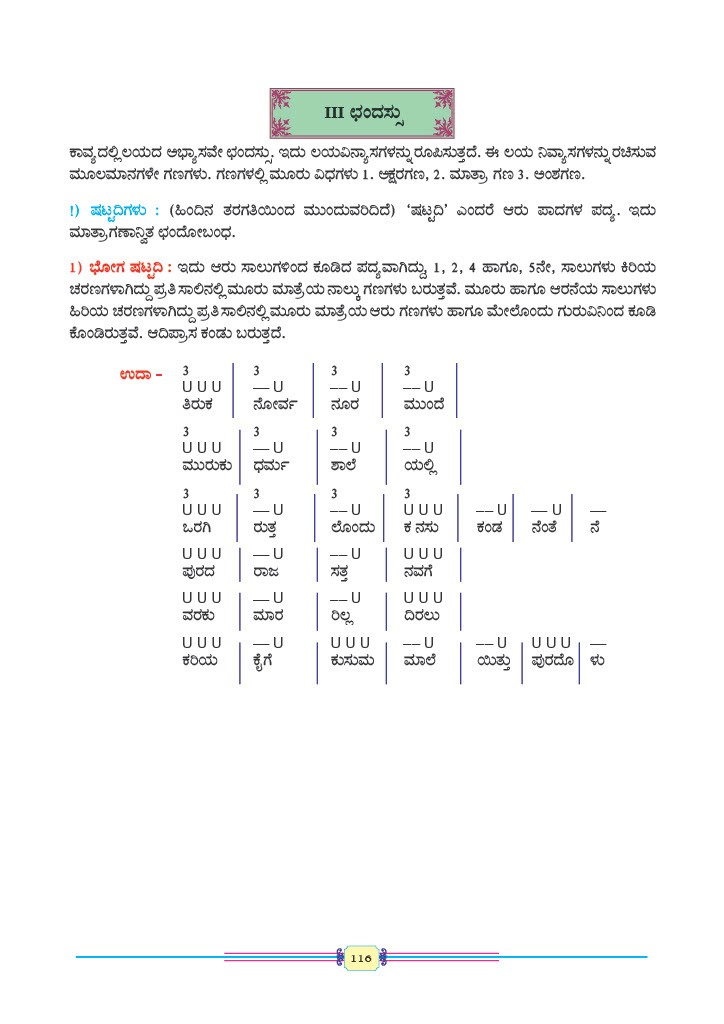 III ಛಂದಸ್ಸು
ಕಾವ್ಯದಲ್ಲಿ ಲಯದ ಅಭ್ಯಾಸವೇ ಛಂದಸ್ಸು. ಇದು ಲಯವಿನ್ಯಾಸಗಳನ್ನು ರೂಪಿಸುತ್ತದೆ. ಈ ಲಯ ನಿವ್ಯಾಸಗಳನ್ನು ರಚಿಸುವ
ಮೂಲಮಾನಗಳೇ ಗಣಗಳು. ಗಣಗಳಲ್ಲಿ ಮೂರು ವಿಧಗಳು 1. ಅಕ್ಷರಗಣ, 2. ಮಾತ್ರಾ ಗಣ 3. ಅಂಶಗಣ.
!) ಷಟ್ಪದಿಗಳು : (ಹಿಂದಿನ ತರಗತಿಯಿಂದ ಮುಂದುವರಿದಿದೆ) ‘ಷಟ್ಪದಿ’ ಎಂದರೆ ಆರು ಪಾದಗಳ ಪದ್ಯ. ಇದು
ಮಾತ್ರಾಗಣಾನ್ವಿತ ಛಂದೋಬಂಧ.
1) ಭೋಗ ಷಟ್ಪದಿ : ಇದು ಆರು ಸಾಲುಗಳಿಂದ ಕೂಡಿದ ಪದ್ಯವಾಗಿದ್ದು, 1, 2, 4 ಹಾಗೂ, 5ನೇ, ಸಾಲುಗಳು ಕಿರಿಯ
ಚರಣಗಳಾಗಿದ್ದು ಪ್ರತಿ ಸಾಲಿನಲ್ಲಿ ಮೂರು ಮಾತ್ರೆಯ ನಾಲ್ಕು ಗಣಗಳು ಬರುತ್ತವೆ. ಮೂರು ಹಾಗೂ ಆರನೆಯ ಸಾಲುಗಳು
ಹಿರಿಯ ಚರಣಗಳಾಗಿದ್ದು ಪ್ರತಿ ಸಾಲಿನಲ್ಲಿ ಮೂರು ಮಾತ್ರೆಯ ಆರು ಗಣಗಳು ಹಾಗೂ ಮೇಲೊಂದು ಗುರುವಿನಿಂದ ಕೂಡಿ
ಕೊಂಡಿರುತ್ತವೆ. ಆದಿಪ್ರಾಸ ಕಂಡು ಬರುತ್ತದೆ.
ಉದಾ – 3 3 3 3
U U U | — U | –– U | –– U |
ತಿರುಕ | ನೋರ್ವ | ನೂರ | ಮುಂದೆ |
3 3 3 3
U U U | — U | –– U | –– U |
ಮುರುಕು | ಧರ್ಮ | ಶಾಲೆ | ಯಲ್ಲಿ |
3 3 3 3
U U U | — U | –– U | U U U | –– U | –– U | —
ಒರಗಿ | ರುತ್ತ | ಲೊಂದು | ಕ ನಸು | ಕಂಡ | ನೆಂತೆ | ನೆ
U U U | — U | –– U | U U U |
ಪುರದ | ರಾಜ | ಸತ್ತ | ನವಗೆ |
U U U | — U | –– U | U U U |
ವರಕು | ಮಾರ | ರಿಲ್ಲ | ದಿರಲು |
U U U | — U | U U U | –– U | –– U | U U U | —
ಕರಿಯ | ಕೈಗೆ | ಕುಸುಮ | ಮಾಲೆ | ಯಿತ್ತು | ಪುರದೊ | ಳು
116